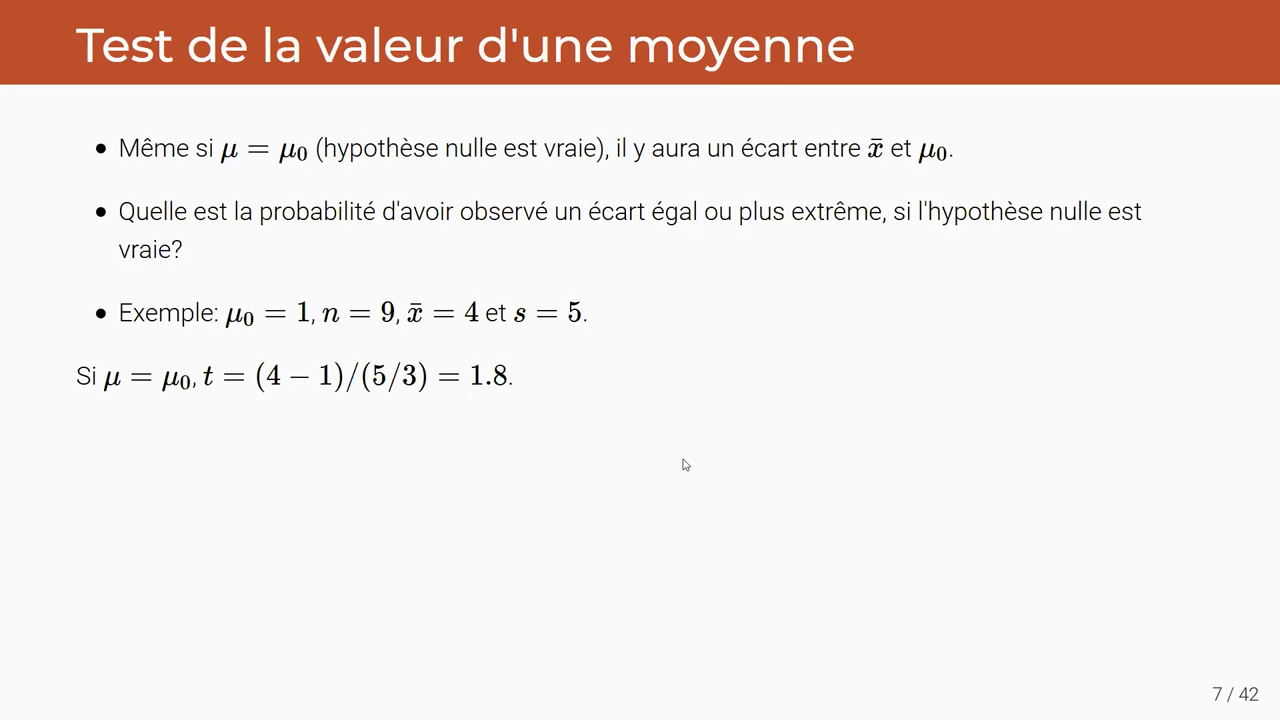 Test de la valeur d'une moyenne
• Même si μ = μ₀ (hypothèse nulle est vraie), il y aura un écart entre x̄ et μ₀.
• Quelle est la probabilité d'avoir observé un écart égal ou plus extrême, si l'hypothèse nulle est
vraie?
• Exemple: μ₀ = 1, n = 9, x̄ = 4 et s = 5.
Si μ = μ₀, t = (4 − 1)/(5/3) = 1.8.
7 / 42